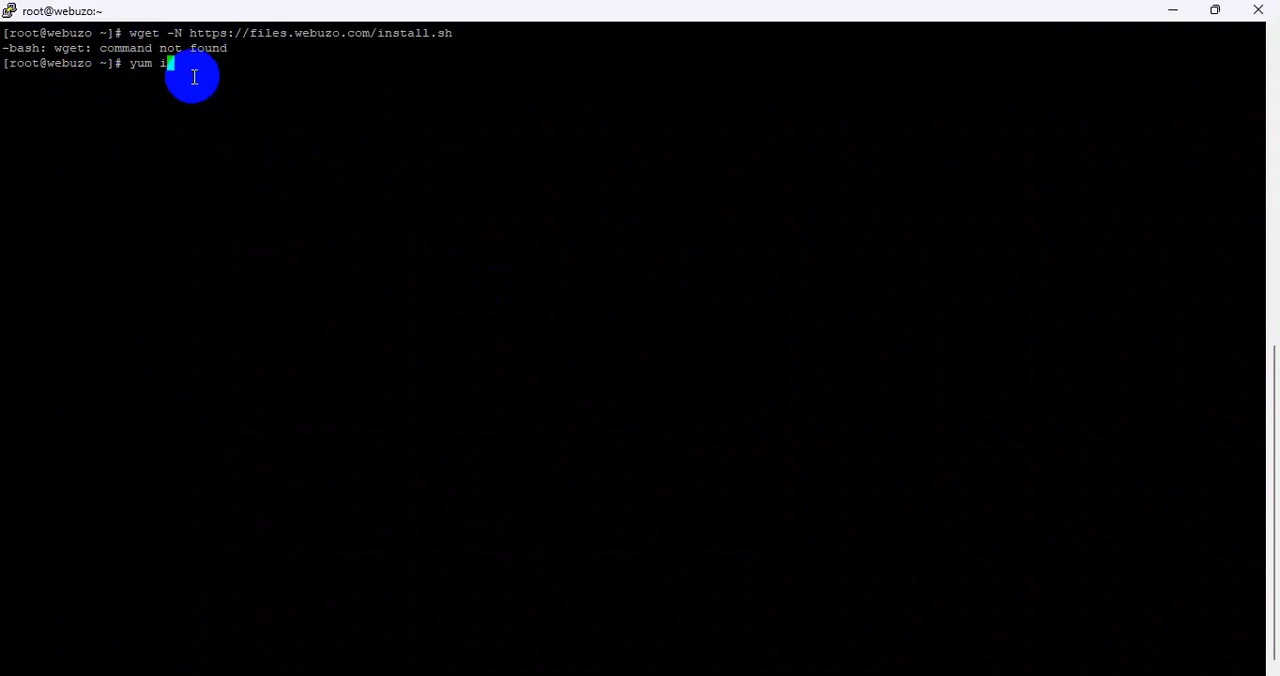 root@webuzo:~
[root@webuzo ~]# wget -N https://files.webuzo.com/install.sh
-bash: wget: command not found
[root@webuzo ~]# yum i